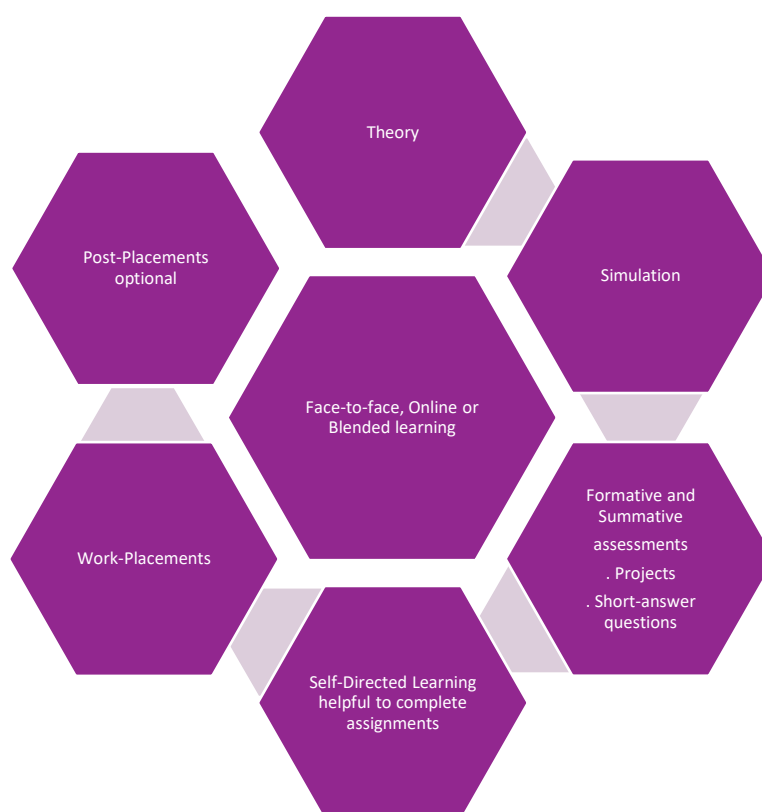 Theory
Simulation
Formative and
Summative
assessments
. Projects
. Short-answer
questions
Self-Directed Learning
helpful to complete
assignments
Work-Placements
Post-Placements
optional
Face-to-face, Online or
Blended learning